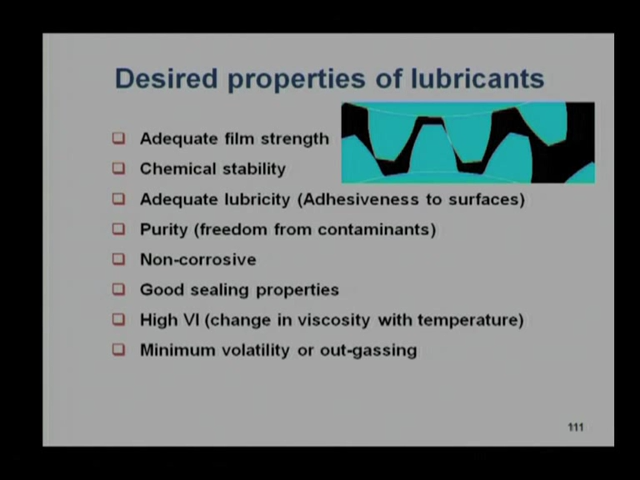 Desired properties of lubricants
Adequate film strength
Chemical stability
Adequate lubricity (Adhesiveness to surfaces)
Purity (freedom from contaminants)
Non-corrosive
Good sealing properties
High VI (change in viscosity with temperature)
Minimum volatility or out-gassing
111